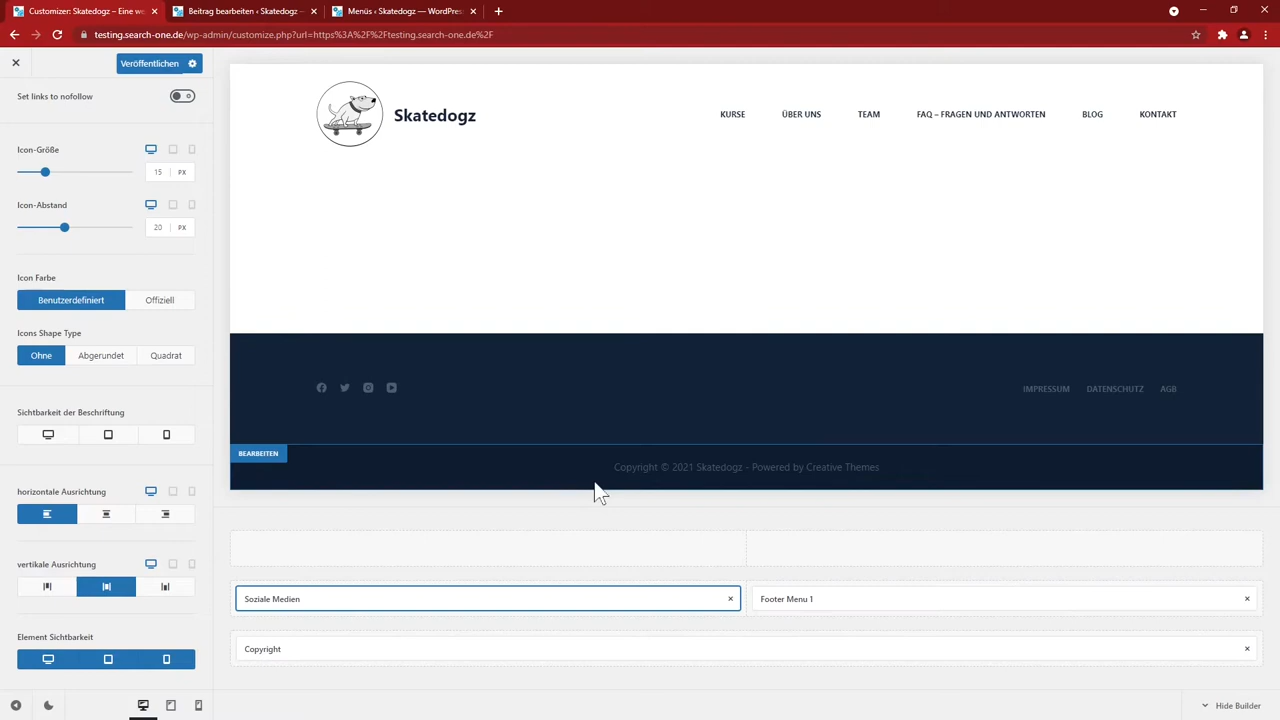 Customizer: Skatedogz – Eine we
Beitrag bearbeiten ‹ Skatedogz —
Menüs ‹ Skatedogz — WordPress
testing.search-one.de/wp-admin/customize.php?url=https%3A%2F%2Ftesting.search-one.de%2F
Veröffentlichen
Set links to nofollow
Icon-Größe
15 PX
Icon-Abstand
20 PX
Icon Farbe
Benutzerdefiniert Offiziell
Icons Shape Type
Ohne Abgerundet Quadrat
Sichtbarkeit der Beschriftung
horizontale Ausrichtung
vertikale Ausrichtung
Element Sichtbarkeit
Skatedogz
KURSE ÜBER UNS TEAM FAQ – FRAGEN UND ANTWORTEN BLOG KONTAKT
IMPRESSUM DATENSCHUTZ AGB
BEARBEITEN
Copyright © 2021 Skatedogz - Powered by Creative Themes
Soziale Medien
Footer Menu 1
Copyright
Hide Builder